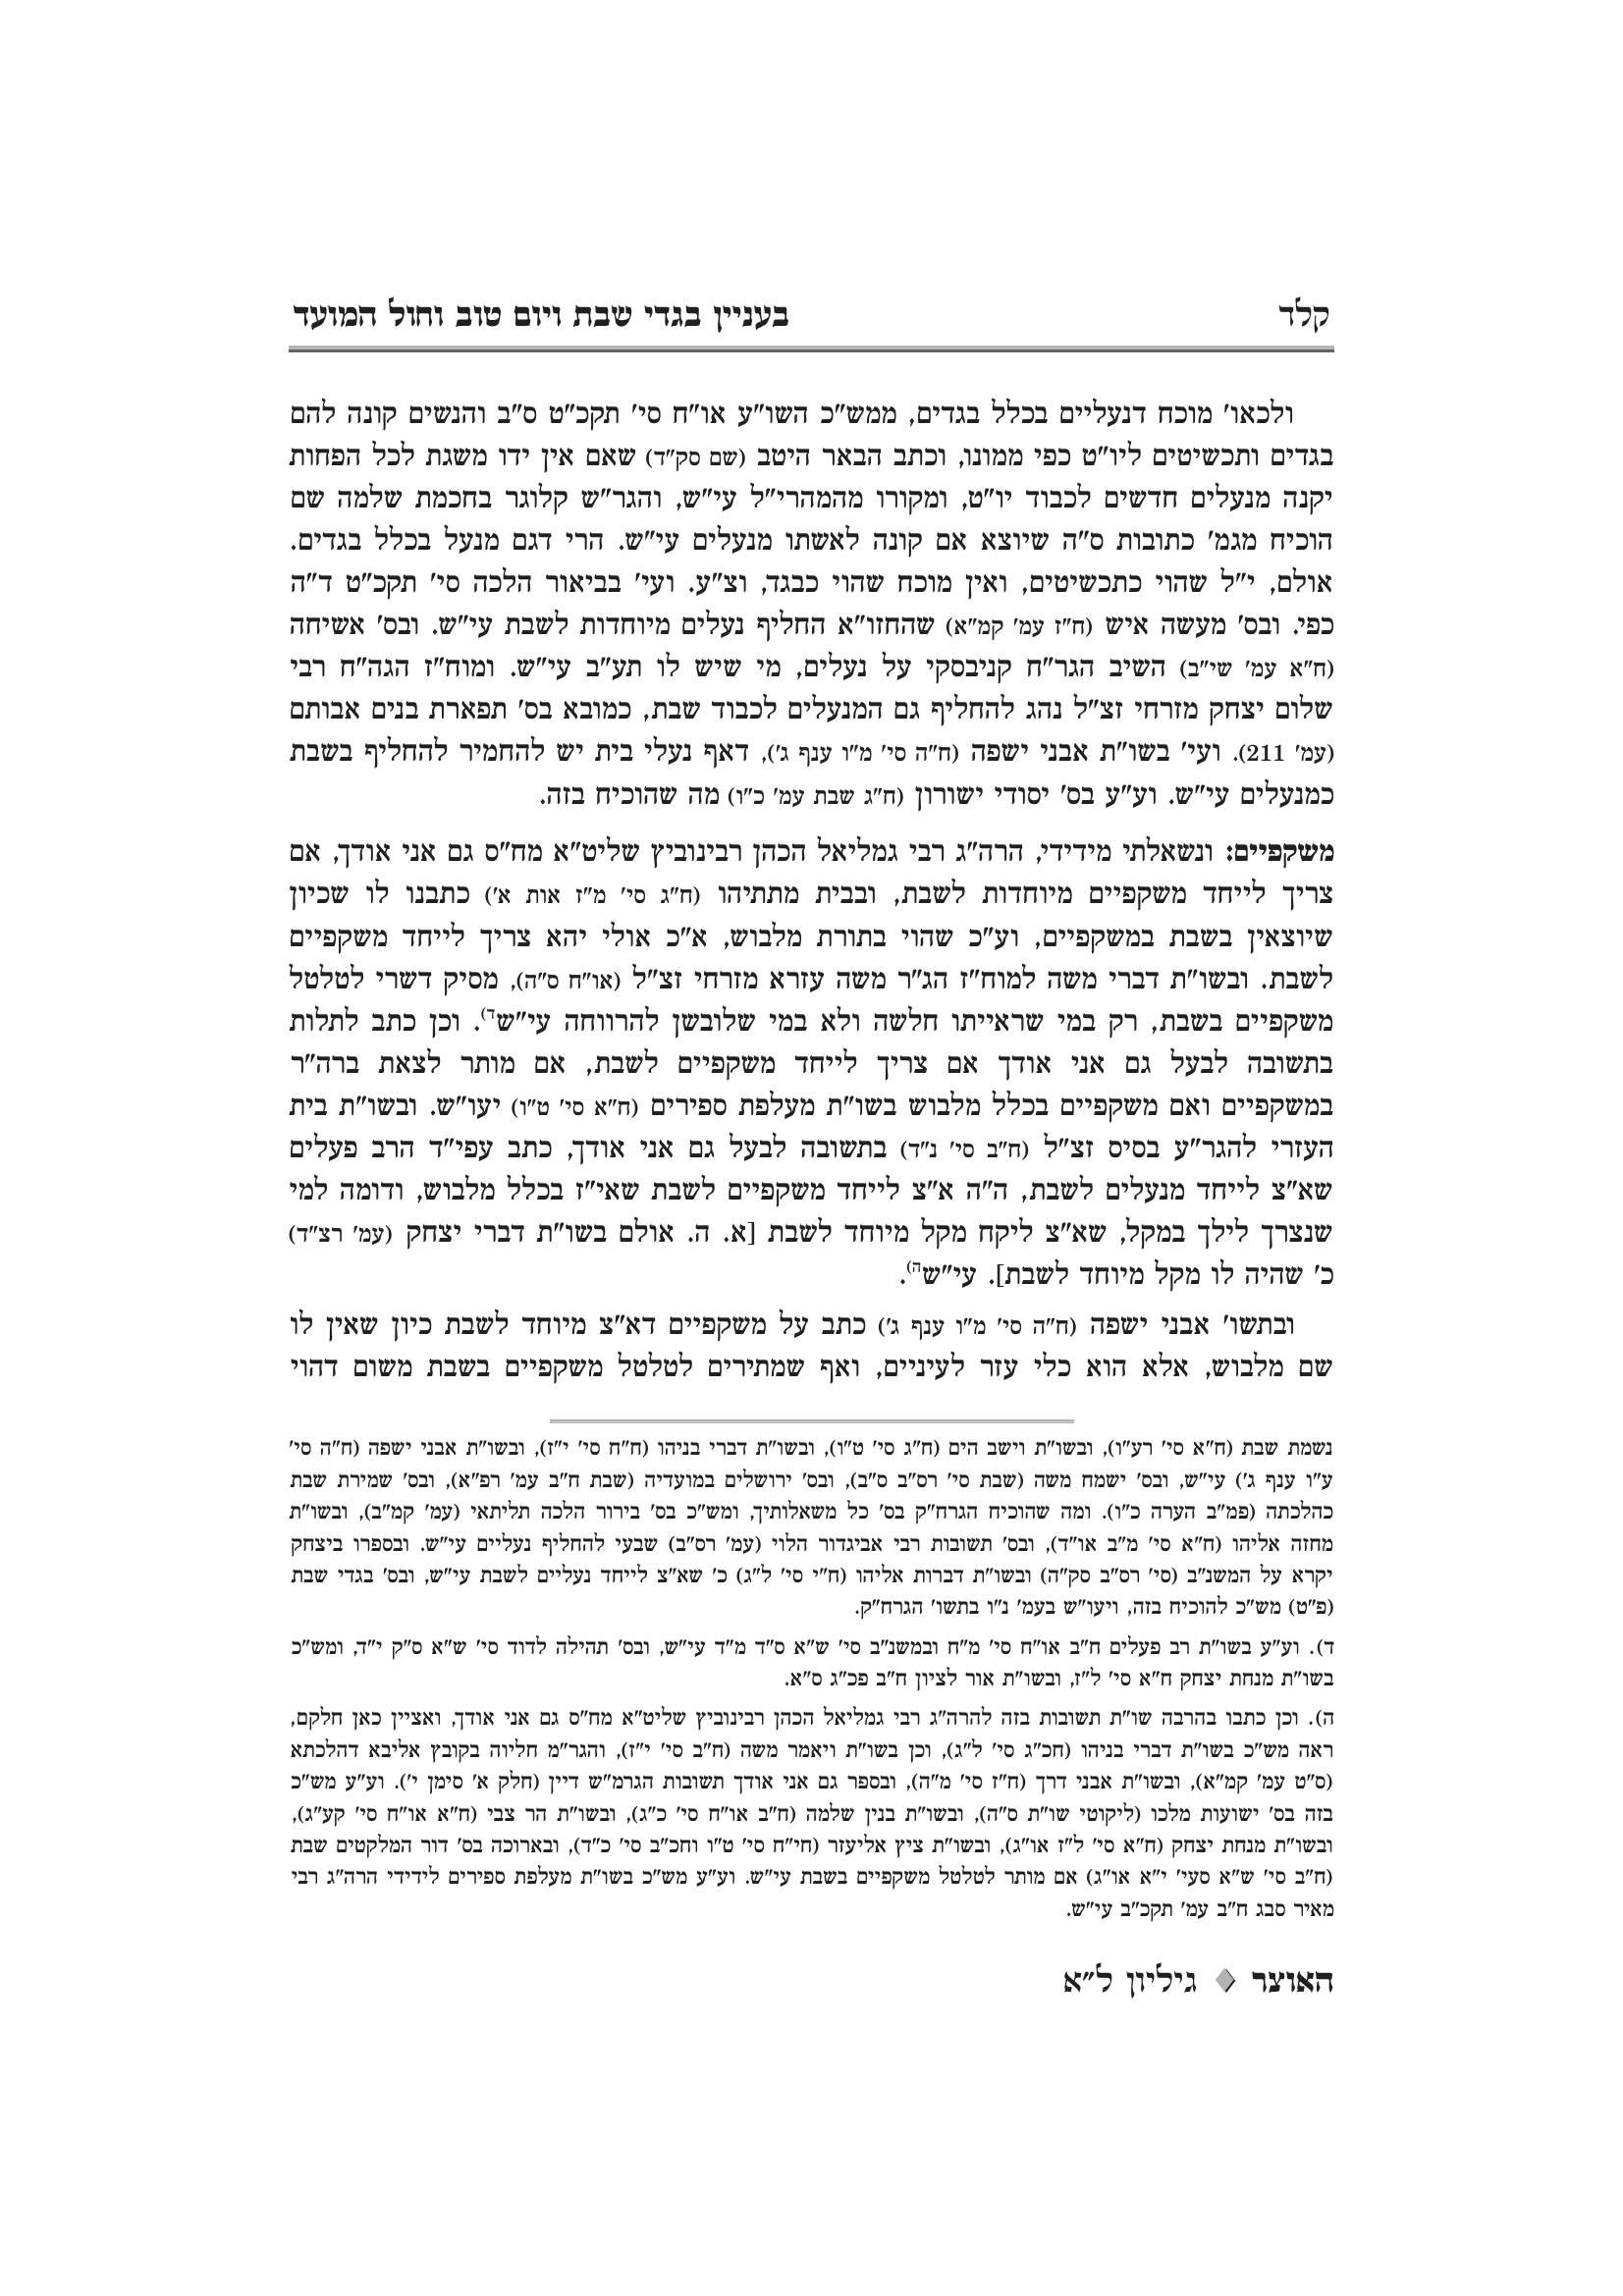 קלד
בעניין בגדי שבת ויום טוב וחול המועד
ולכאו' מוכח דנעליים בכלל בגדים, ממש"כ השו"ע או"ח סי' תקכ"ט ס"ב והנשים קונה להם
בגדים ותכשיטים ליו"ט כפי ממונו, וכתב הבאר היטב (שם סק"ד) שאם אין ידו משגת לכל הפחות
יקנה מנעלים חדשים לכבוד יו"ט, ומקורו מהמהרי"ל עי"ש, והגר"ש קלוגר בחכמת שלמה שם
הוכיח מגמ' כתובות ס"ה שיוצא אם קונה לאשתו מנעלים עי"ש. הרי דגם מנעל בכלל בגדים.
אולם, י"ל שהוי כתכשיטים, ואין מוכח שהוי כבגד, וצ"ע. ועי' בביאור הלכה סי' תקכ"ט ד"ה
כפי. ובס' מעשה איש (ח"ז עמ' קמ"א) שהחזו"א החליף נעלים מיוחדות לשבת עי"ש. ובס' אשיחה
(ח"א עמ' שי"ב) השיב הגר"ח קניבסקי על נעלים, מי שיש לו תע"ב עי"ש. ומוח"ז הגה"ח רבי
שלום יצחק מזרחי זצ"ל נהג להחליף גם המנעלים לכבוד שבת, כמובא בס' תפארת בנים אבותם
(עמ' 211). ועי' בשו"ת אבני ישפה (ח"ה סי' מ"ו ענף ג'), דאף נעלי בית יש להחמיר להחליף בשבת
כמנעלים עי"ש. וע"ע בס' יסודי ישורון (ח"ג שבת עמ' כ"ו) מה שהוכיח בזה.
משקפיים: ונשאלתי מידידי, הרה"ג רבי גמליאל הכהן רבינוביץ שליט"א מח"ס גם אני אודך, אם
צריך לייחד משקפיים מיוחדות לשבת, ובבית מתתיהו (ח"ג סי' מ"ז אות א') כתבנו לו שכיון
שיוצאין בשבת במשקפיים, וע"כ שהוי בתורת מלבוש, א"כ אולי יהא צריך לייחד משקפיים
לשבת. ובשו"ת דברי משה למוח"ז הג"ר משה עזרא מזרחי זצ"ל (או"ח ס"ה), מסיק דשרי לטלטל
משקפיים בשבת, רק במי שראייתו חלשה ולא במי שלובשן להרווחה עי"שד). וכן כתב לתלות
בתשובה לבעל גם אני אודך אם צריך לייחד משקפיים לשבת, אם מותר לצאת ברה"ר
במשקפיים ואם משקפיים בכלל מלבוש בשו"ת מעלפת ספירים (ח"א סי' ט"ו) יעו"ש. ובשו"ת בית
העזרי להגר"ע בסיס זצ"ל (ח"ב סי' נ"ד) בתשובה לבעל גם אני אודך, כתב עפי"ד הרב פעלים
שא"צ לייחד מנעלים לשבת, ה"ה א"צ לייחד משקפיים לשבת שאי"ז בכלל מלבוש, ודומה למי
שנצרך לילך במקל, שא"צ ליקח מקל מיוחד לשבת [א. ה. אולם בשו"ת דברי יצחק (עמ' רצ"ד)
כ' שהיה לו מקל מיוחד לשבת]. עי"שה).
ובתשו' אבני ישפה (ח"ה סי' מ"ו ענף ג') כתב על משקפיים דא"צ מיוחד לשבת כיון שאין לו
שם מלבוש, אלא הוא כלי עזר לעיניים, ואף שמתירים לטלטל משקפיים בשבת משום דהוי
נשמת שבת (ח"א סי' רע"ו), ובשו"ת וישב הים (ח"ג סי' ט"ו), ובשו"ת דברי בניהו (ח"ח סי' י"ז), ובשו"ת אבני ישפה (ח"ה סי'
ע"ו ענף ג') עי"ש, ובס' ישמח משה (שבת סי' רס"ב ס"ב), ובס' ירושלים במועדיה (שבת ח"ב עמ' רפ"א), ובס' שמירת שבת
כהלכתה (פמ"ב הערה כ"ו). ומה שהוכיח הגרח"ק בס' כל משאלותיך, ומש"כ בס' בירור הלכה תליתאי (עמ' קמ"ב), ובשו"ת
מחזה אליהו (ח"א סי' מ"ב או"ד), ובס' תשובות רבי אביגדור הלוי (עמ' רס"ב) שבעי להחליף נעליים עי"ש. ובספרו ביצחק
יקרא על המשנ"ב (סי' רס"ב סק"ה) ובשו"ת דברות אליהו (ח"י סי' ל"ג) כ' שא"צ לייחד נעליים לשבת עי"ש, ובס' בגדי שבת
(פ"ט) מש"כ להוכיח בזה, ויעו"ש בעמ' נ"ו בתשו' הגרח"ק.
ד). וע"ע בשו"ת רב פעלים ח"ב או"ח סי' מ"ח ובמשנ"ב סי' ש"א ס"ד מ"ד עי"ש, ובס' תהילה לדוד סי' ש"א ס"ק י"ד, ומש"כ
בשו"ת מנחת יצחק ח"א סי' ל"ז, ובשו"ת אור לציון ח"ב פכ"ג ס"א.
ה). וכן כתבו בהרבה שו"ת תשובות בזה להרה"ג רבי גמליאל הכהן רבינוביץ שליט"א מח"ס גם אני אודך, ואציין כאן חלקם,
ראה מש"כ בשו"ת דברי בניהו (חכ"ג סי' ל"ג), וכן בשו"ת ויאמר משה (ח"ב סי' י"ז), והגר"מ חליוה בקובץ אליבא דהלכתא
(ס"ט עמ' קמ"א), ובשו"ת אבני דרך (ח"ז סי' מ"ה), ובספר גם אני אודך תשובות הגרמ"ש דיין (חלק א' סימן י'). וע"ע מש"כ
בזה בס' ישועות מלכו (ליקוטי שו"ת ס"ה), ובשו"ת בנין שלמה (ח"ב או"ח סי' כ"ג), ובשו"ת הר צבי (ח"א או"ח סי' קע"ג),
ובשו"ת מנחת יצחק (ח"א סי' ל"ז או"ג), ובשו"ת ציץ אליעזר (חי"ח סי' ט"ו וחכ"ב סי' כ"ד), ובארוכה בס' דור המלקטים שבת
(ח"ב סי' ש"א סעי' י"א או"ג) אם מותר לטלטל משקפיים בשבת עי"ש. וע"ע מש"כ בשו"ת מעלפת ספירים לידידי הרה"ג רבי
מאיר סבג ח"ב עמ' תקכ"ב עי"ש.
האוצר ♦ גיליון ל"א